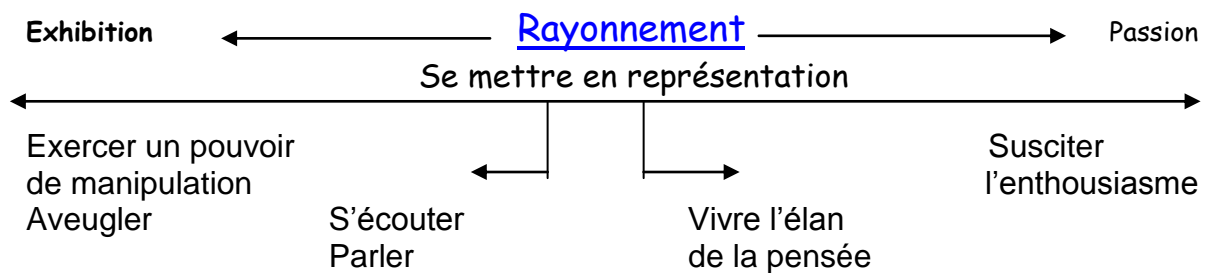 Exhibition Rayonnement Passion
Se mettre en représentation
Exercer un pouvoir
de manipulation
Aveugler
S'écouter
Parler
Vivre l'élan
de la pensée
Susciter
l'enthousiasme